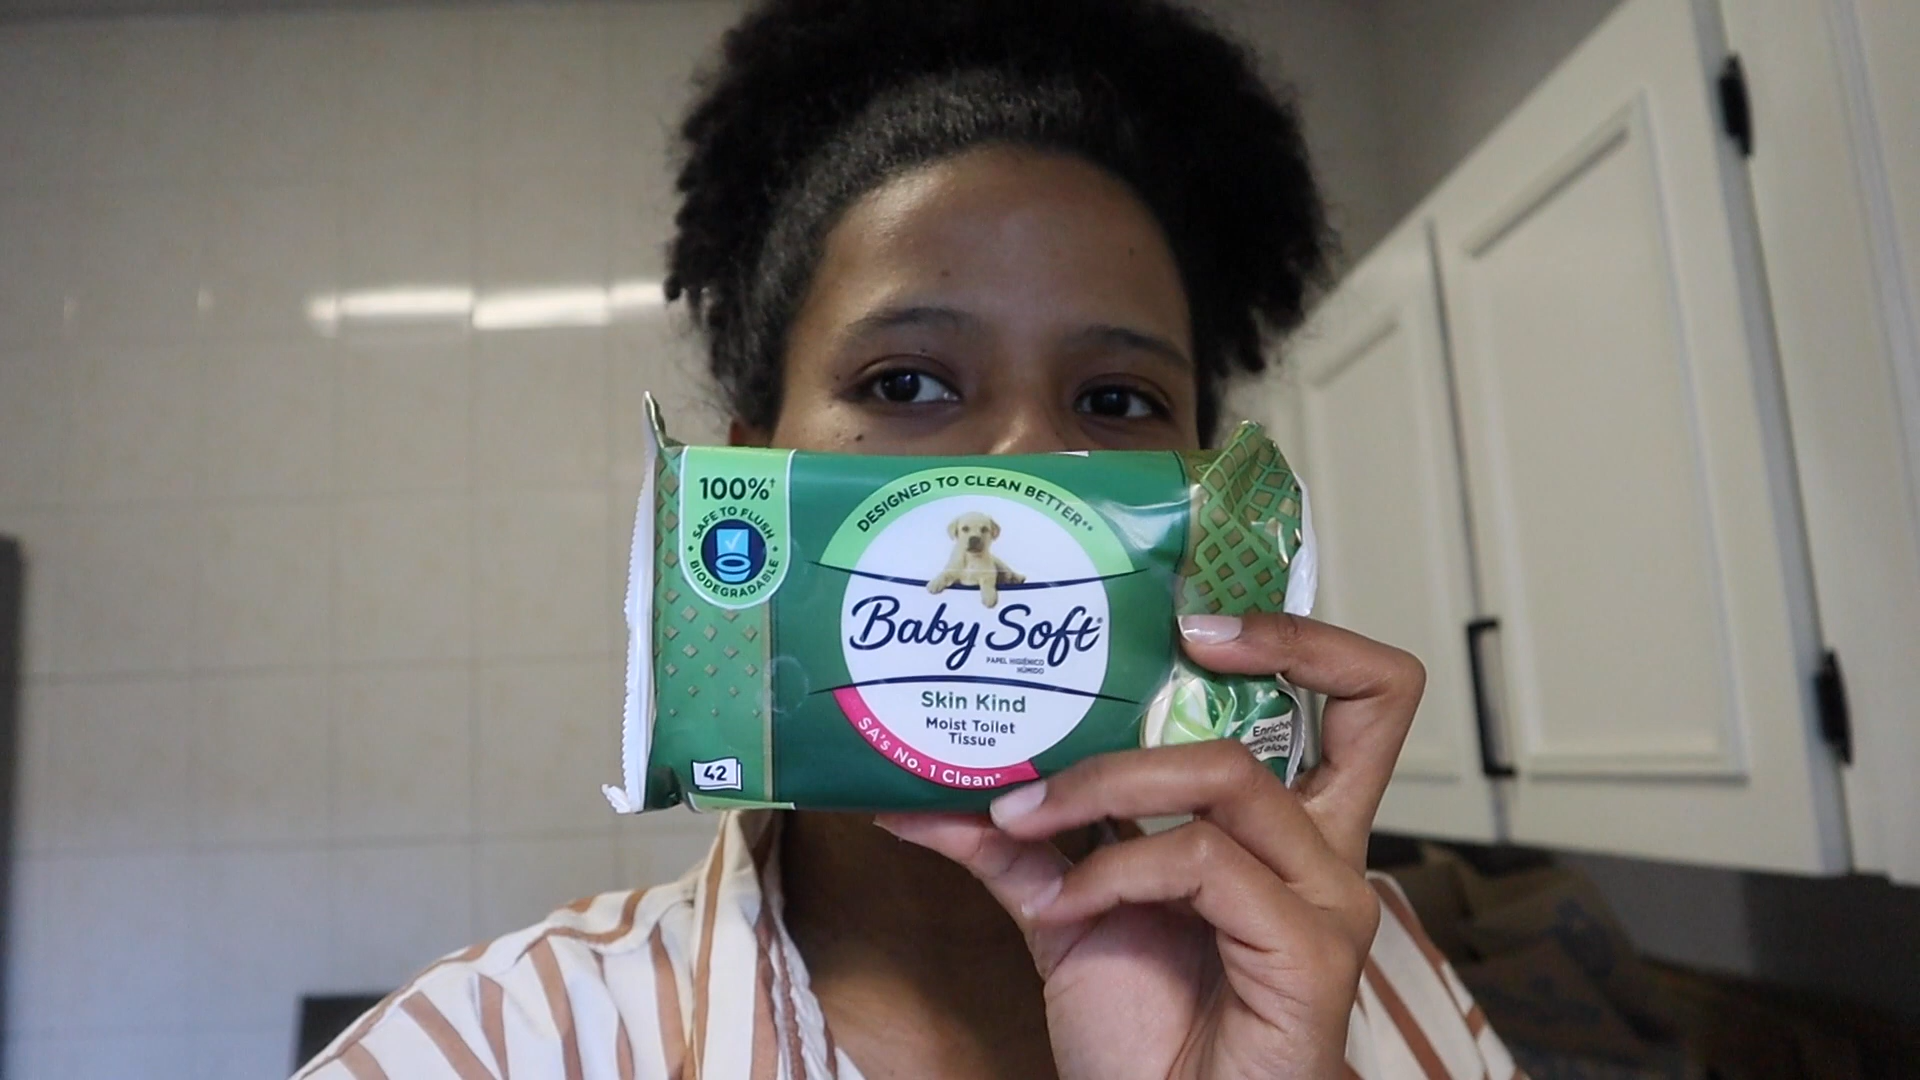 100%†
SAFE TO FLUSH
• BIODEGRADABLE •
DESIGNED TO CLEAN BETTER**
Baby Soft®
PAPEL HIGIÉNICO
HÚMIDO
Skin Kind
Moist Toilet
Tissue
SA's No. 1 Clean*
42